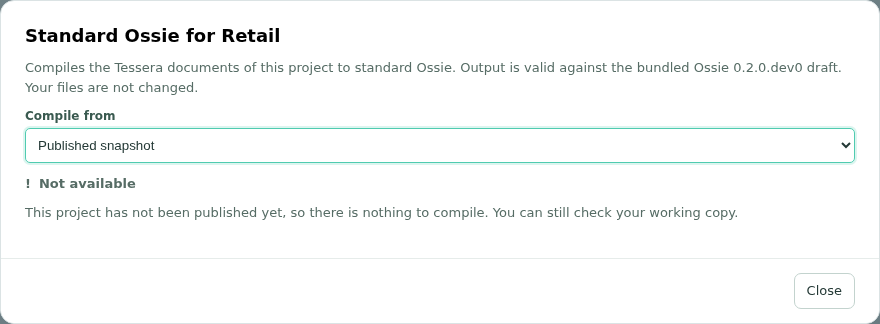 Standard Ossie for Retail
Compiles the Tessera documents of this project to standard Ossie. Output is valid against the bundled Ossie 0.2.0.dev0 draft.
Your files are not changed.
Compile from
Published snapshot
! Not available
This project has not been published yet, so there is nothing to compile. You can still check your working copy.
Close